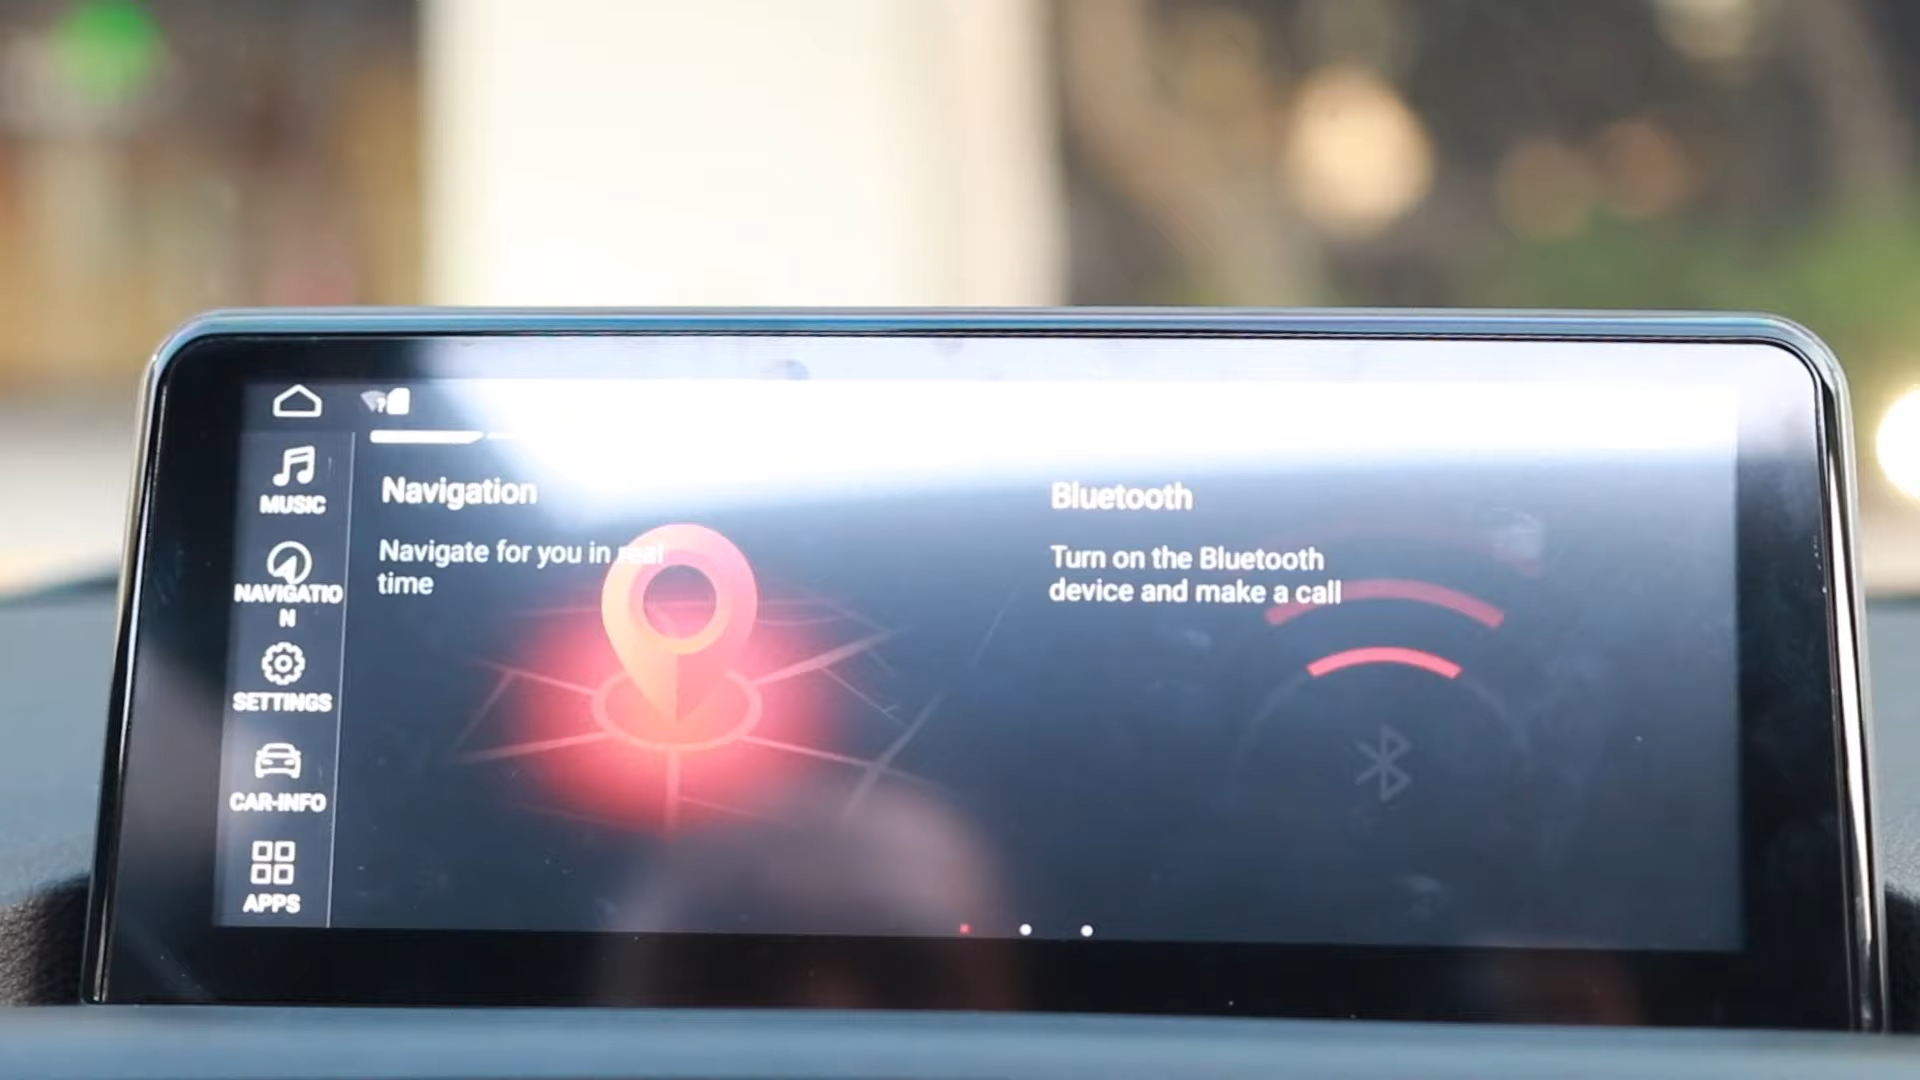 MUSIC
NAVIGATIO
N
SETTINGS
CAR-INFO
APPS
Navigation
Navigate for you in real
time
Bluetooth
Turn on the Bluetooth
device and make a call